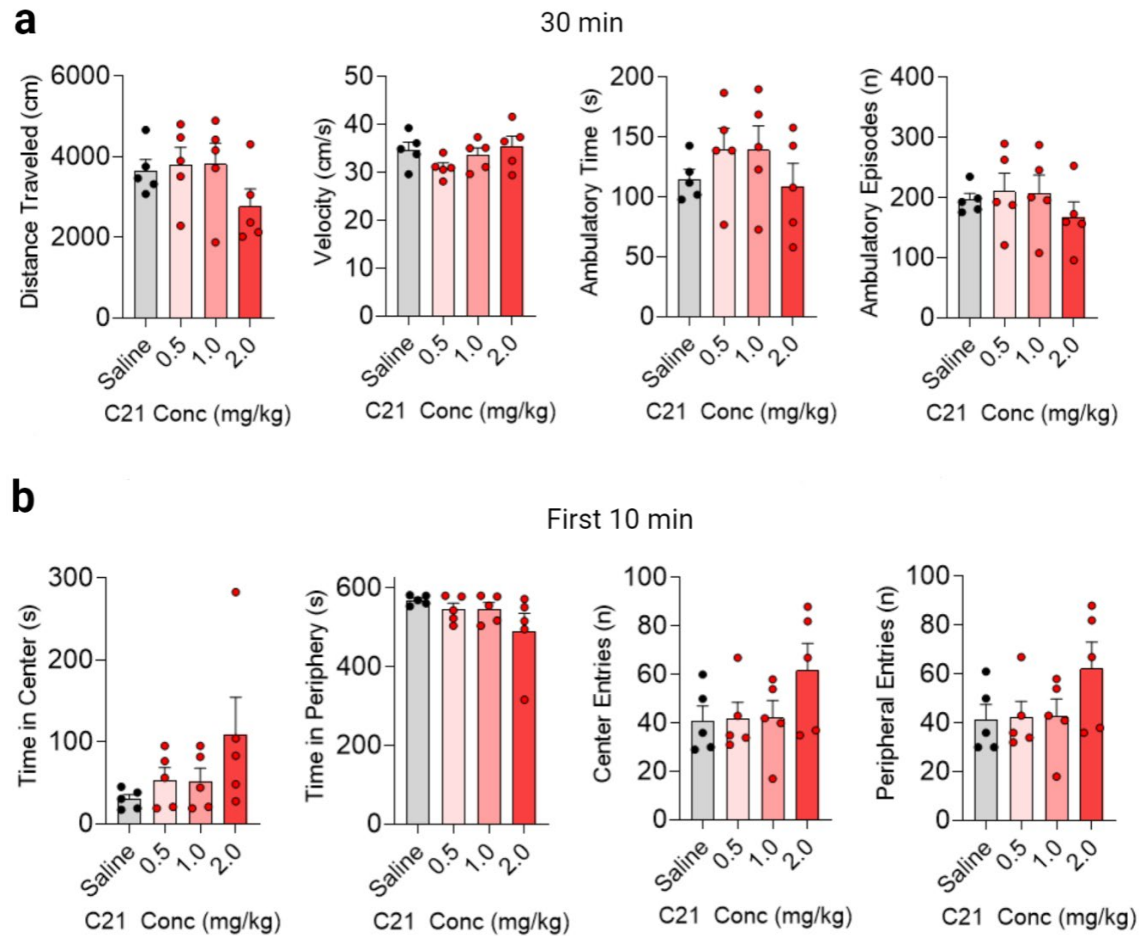 a
30 min
Distance Traveled (cm)
6000
4000
2000
0
Saline
0.5
1.0
2.0
C21 Conc (mg/kg)
Velocity (cm/s)
50
40
30
20
10
0
Saline
0.5
1.0
2.0
C21 Conc (mg/kg)
Ambulatory Time (s)
200
150
100
50
0
Saline
0.5
1.0
2.0
C21 Conc (mg/kg)
Ambulatory Episodes (n)
400
300
200
100
0
Saline
0.5
1.0
2.0
C21 Conc (mg/kg)
b
First 10 min
Time in Center (s)
300
200
100
0
Saline
0.5
1.0
2.0
C21 Conc (mg/kg)
Time in Periphery (s)
600
400
200
0
Saline
0.5
1.0
2.0
C21 Conc (mg/kg)
Center Entries (n)
100
80
60
40
20
0
Saline
0.5
1.0
2.0
C21 Conc (mg/kg)
Peripheral Entries (n)
100
80
60
40
20
0
Saline
0.5
1.0
2.0
C21 Conc (mg/kg)